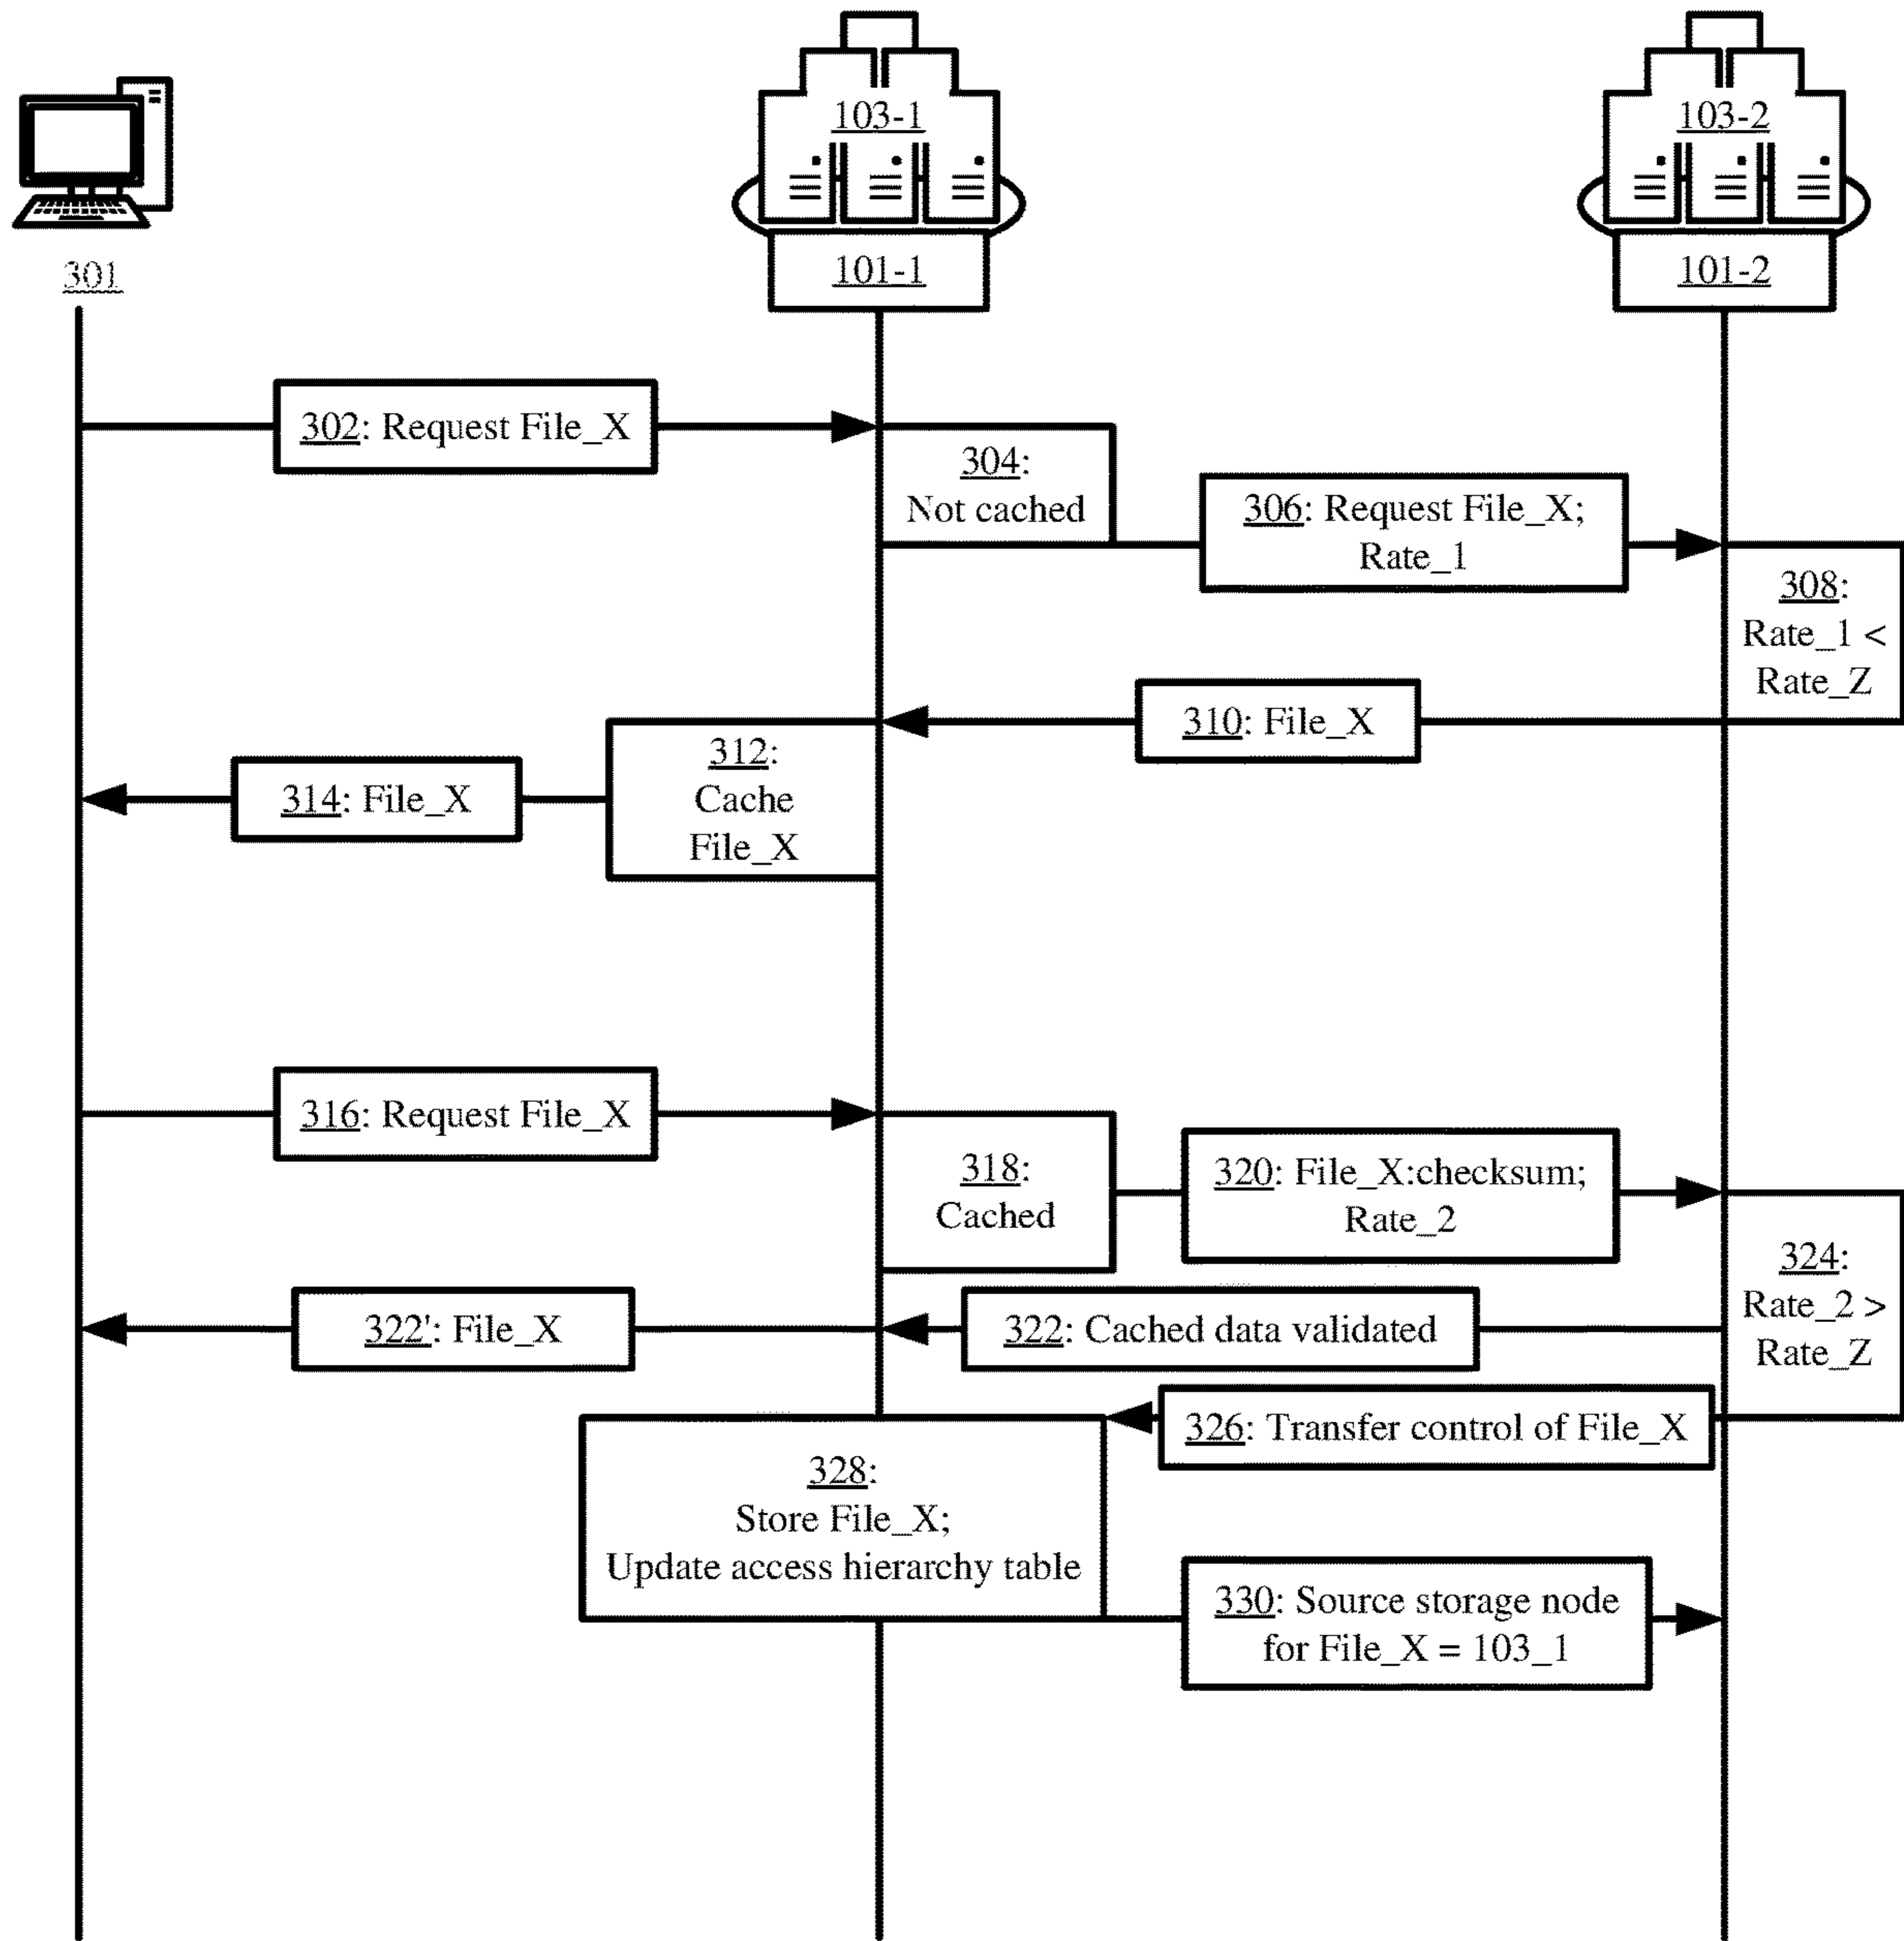 103-1
103-2
301
101-1
101-2
302: Request File_X
304:
Not cached
306: Request File_X;
Rate_1
308:
Rate_1 <
Rate_Z
310: File_X
312:
Cache
File_X
314: File_X
316: Request File_X
318:
Cached
320: File_X:checksum;
Rate_2
324:
Rate_2 >
Rate_Z
322': File_X
322: Cached data validated
326: Transfer control of File_X
328:
Store File_X;
Update access hierarchy table
330: Source storage node
for File_X = 103_1